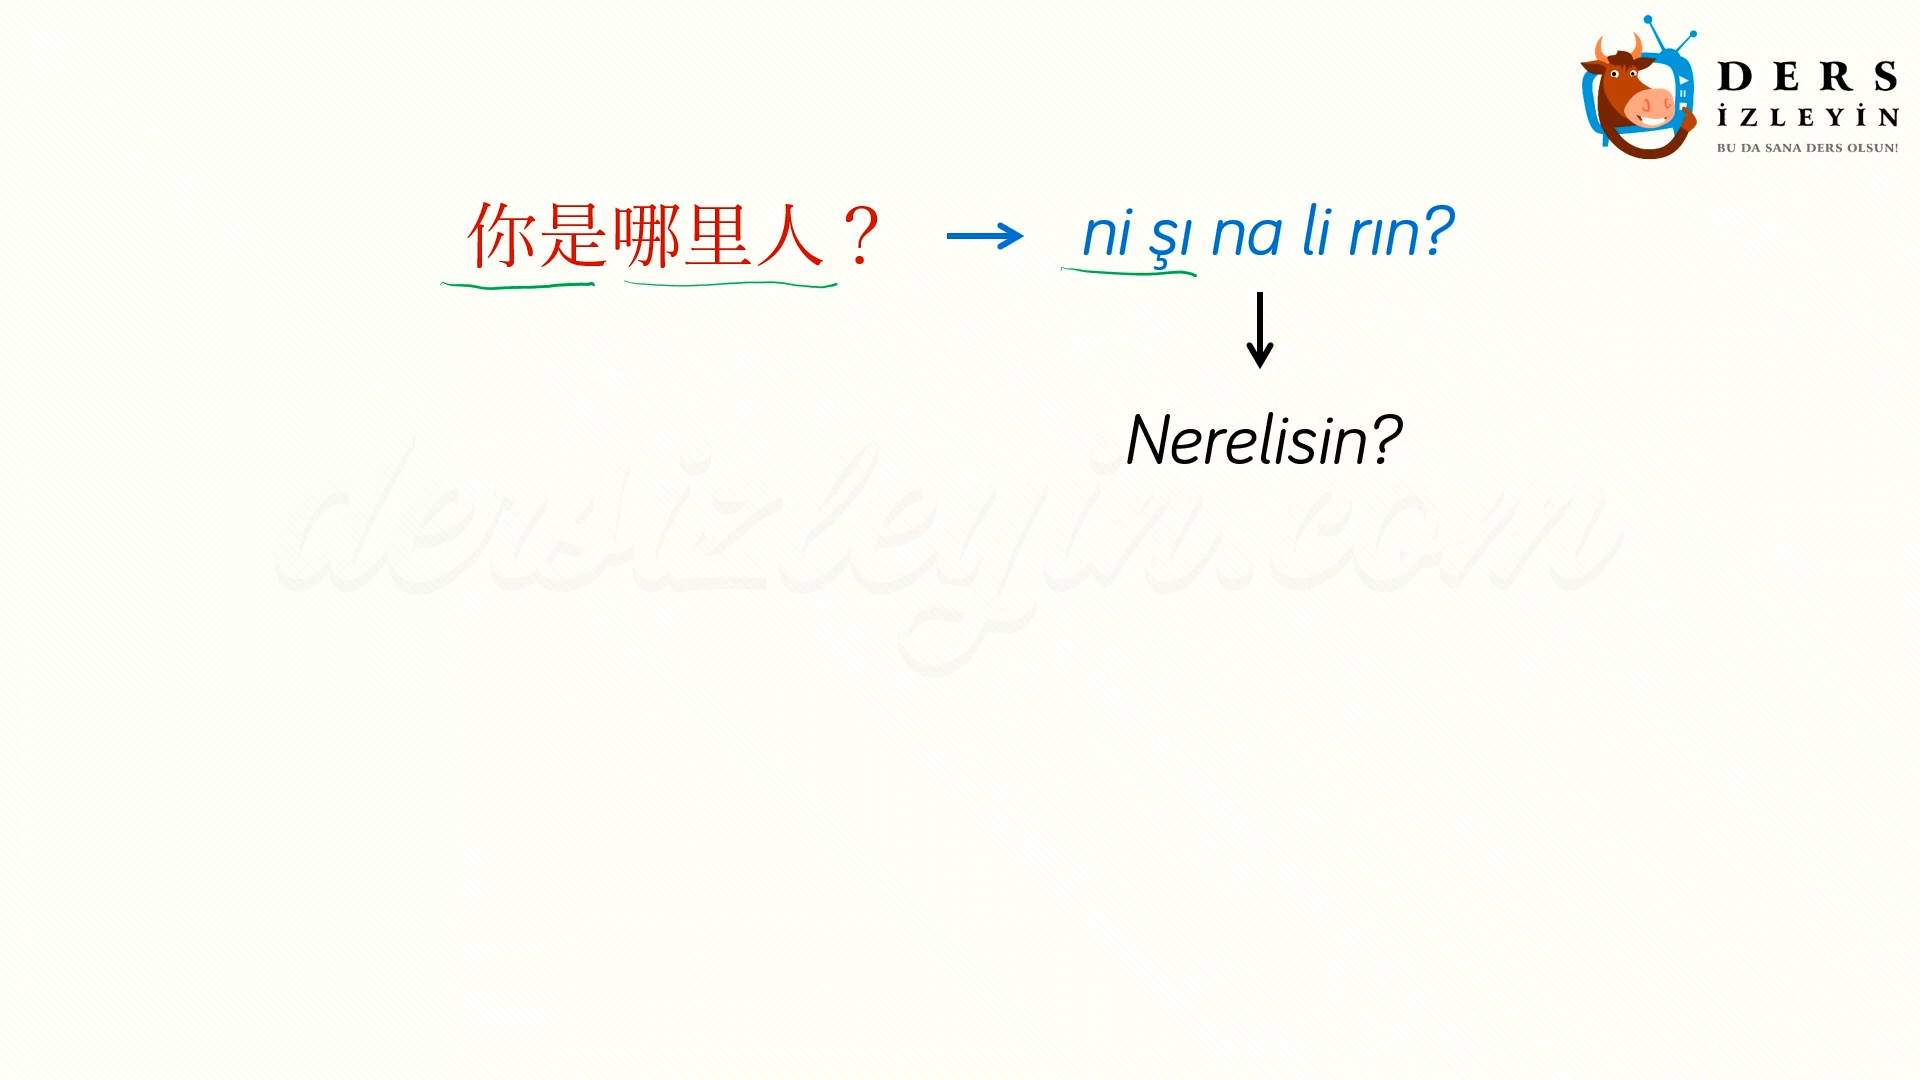 DERS
İZLEYİN
BU DA SANA DERS OLSUN!
你是哪里人？ → ni şı na li rın?
Nerelisin?
dersizleyin.com